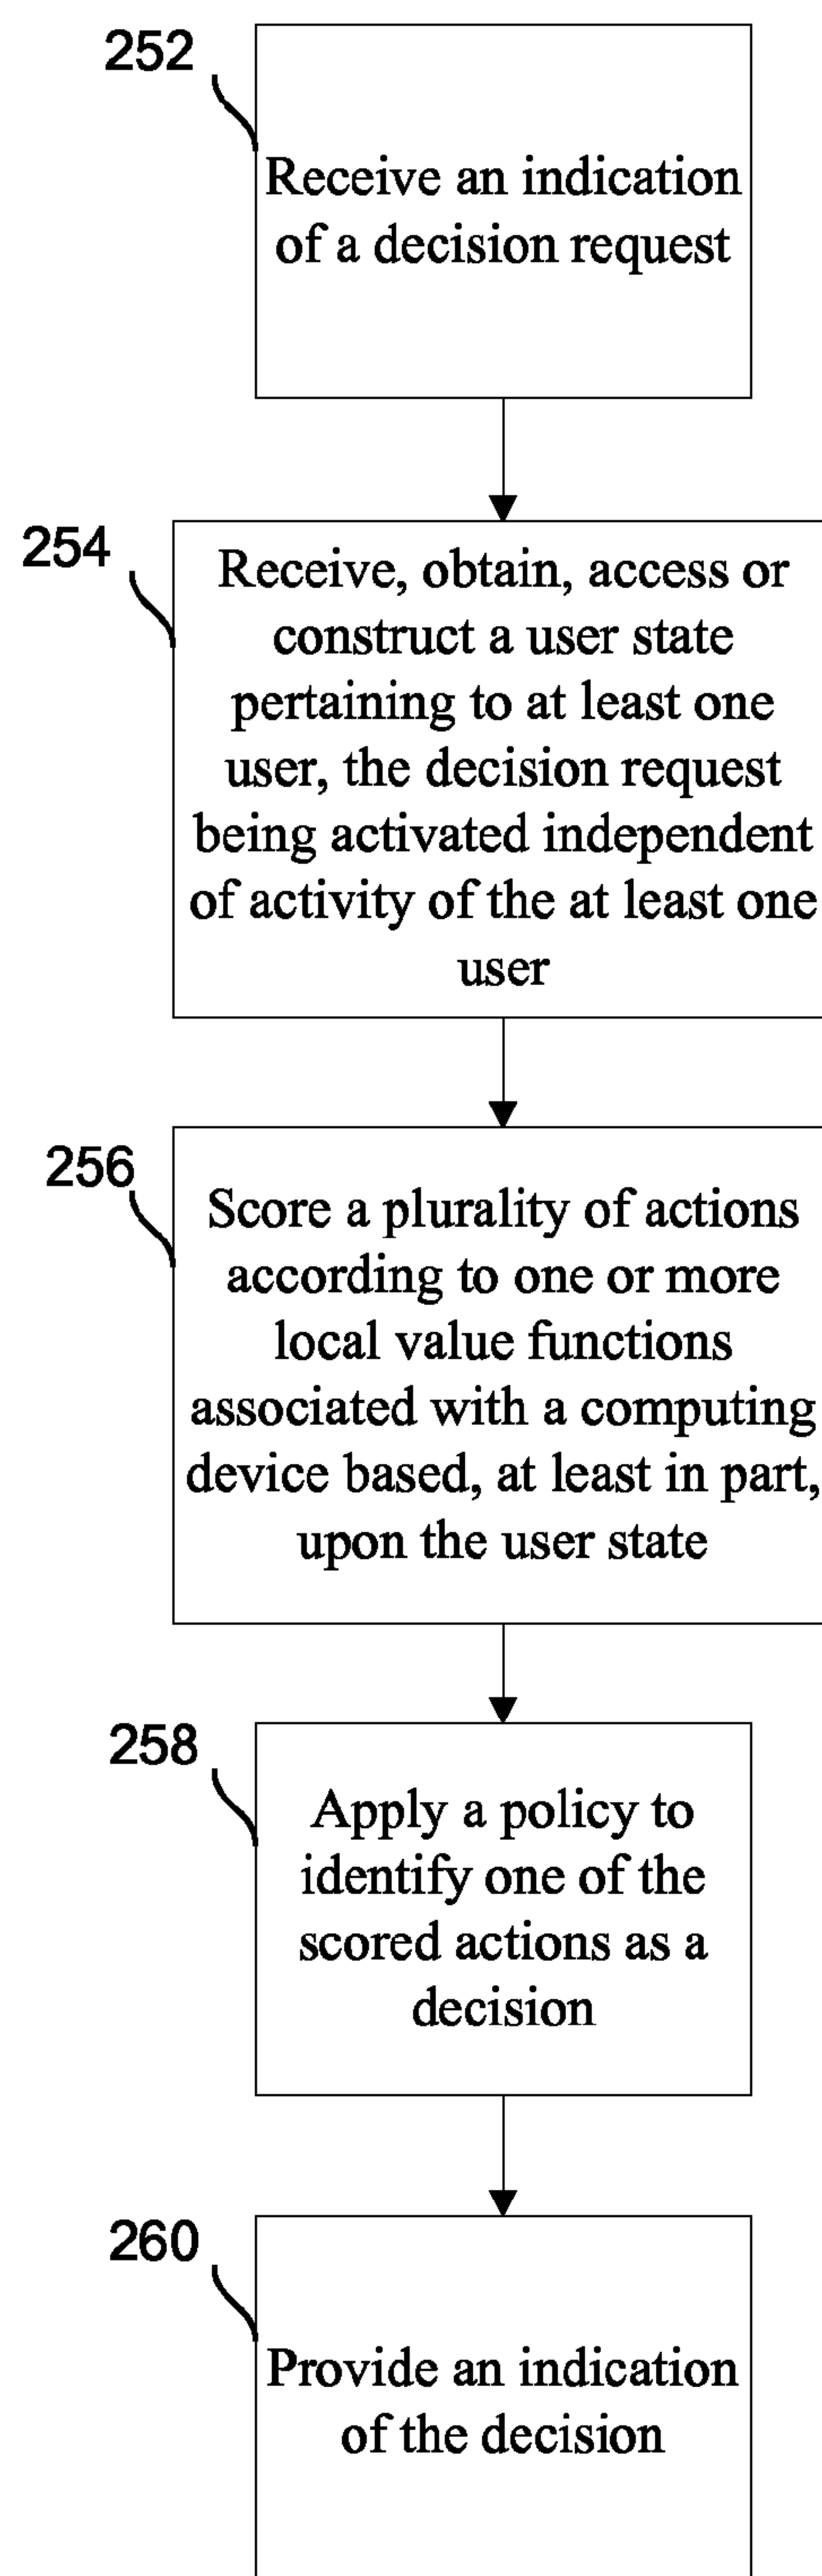 252
Receive an indication
of a decision request
254
Receive, obtain, access or
construct a user state
pertaining to at least one
user, the decision request
being activated independent
of activity of the at least one
user
256
Score a plurality of actions
according to one or more
local value functions
associated with a computing
device based, at least in part,
upon the user state
258
Apply a policy to
identify one of the
scored actions as a
decision
260
Provide an indication
of the decision